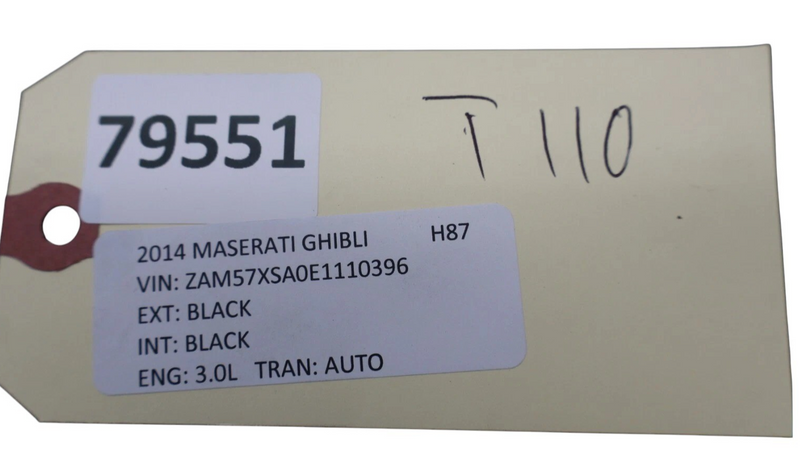 79551
T 110
2014 MASERATI GHIBLI H87
VIN: ZAM57XSA0E1110396
EXT: BLACK
INT: BLACK
ENG: 3.0L TRAN: AUTO